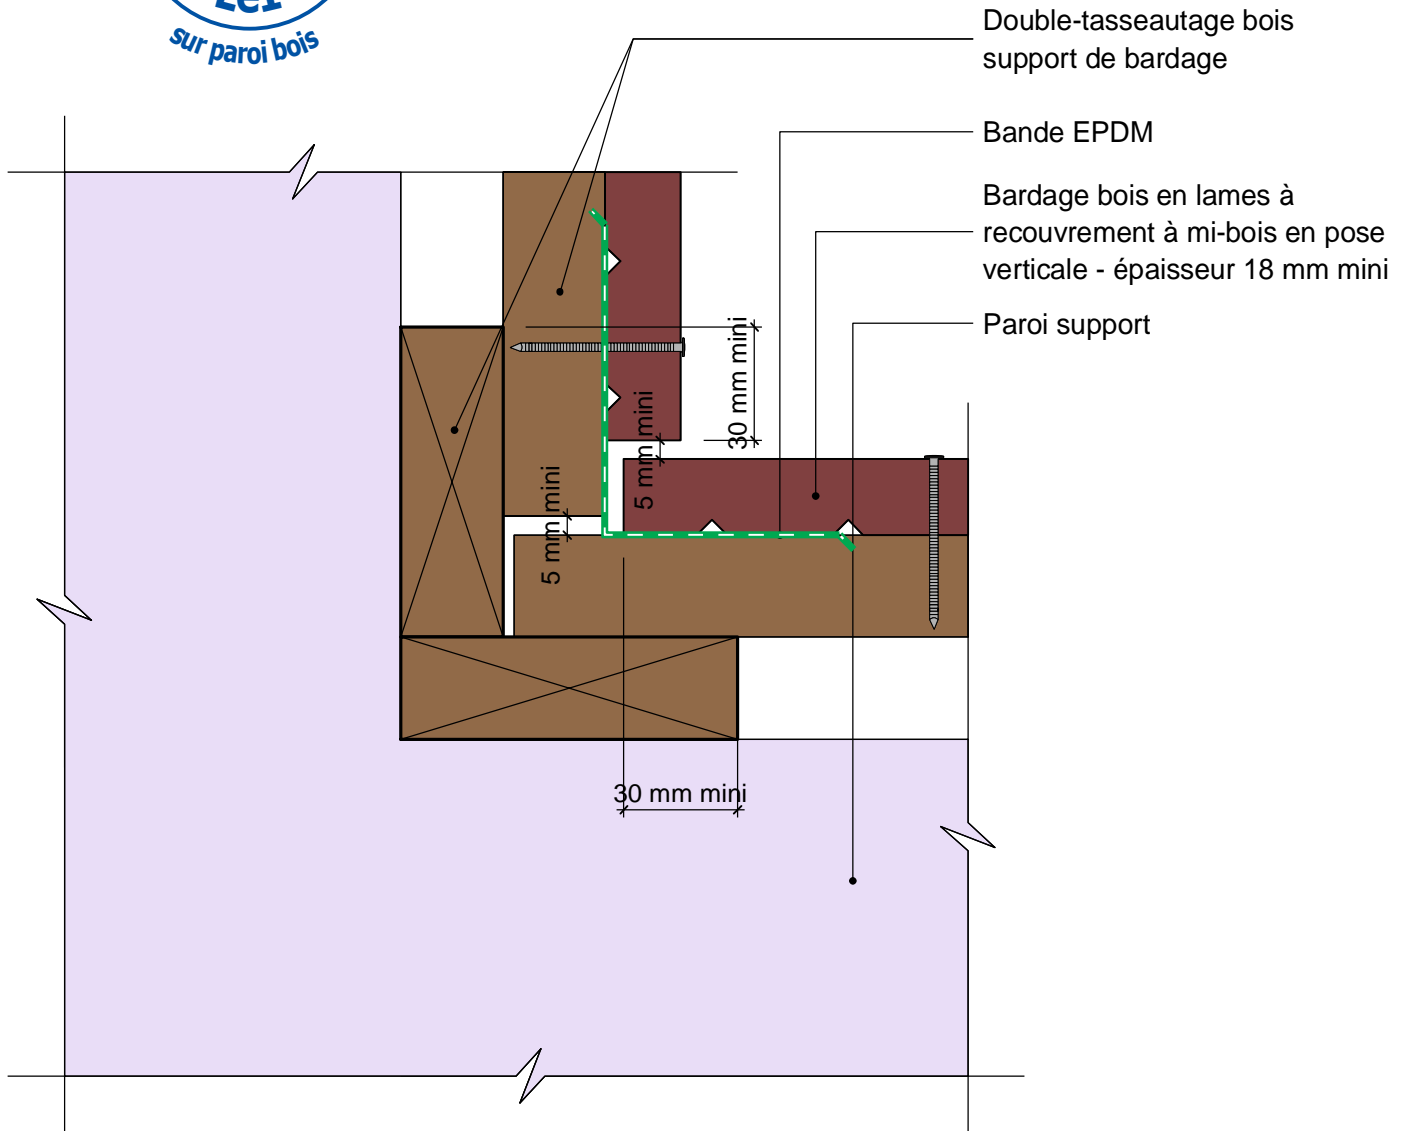 sur paroi bois
Double-tasseautage bois
support de bardage
Bande EPDM
Bardage bois en lames à
recouvrement à mi-bois en pose
verticale - épaisseur 18 mm mini
Paroi support
30 mm mini
5 mm mini
5 mm mini
30 mm mini